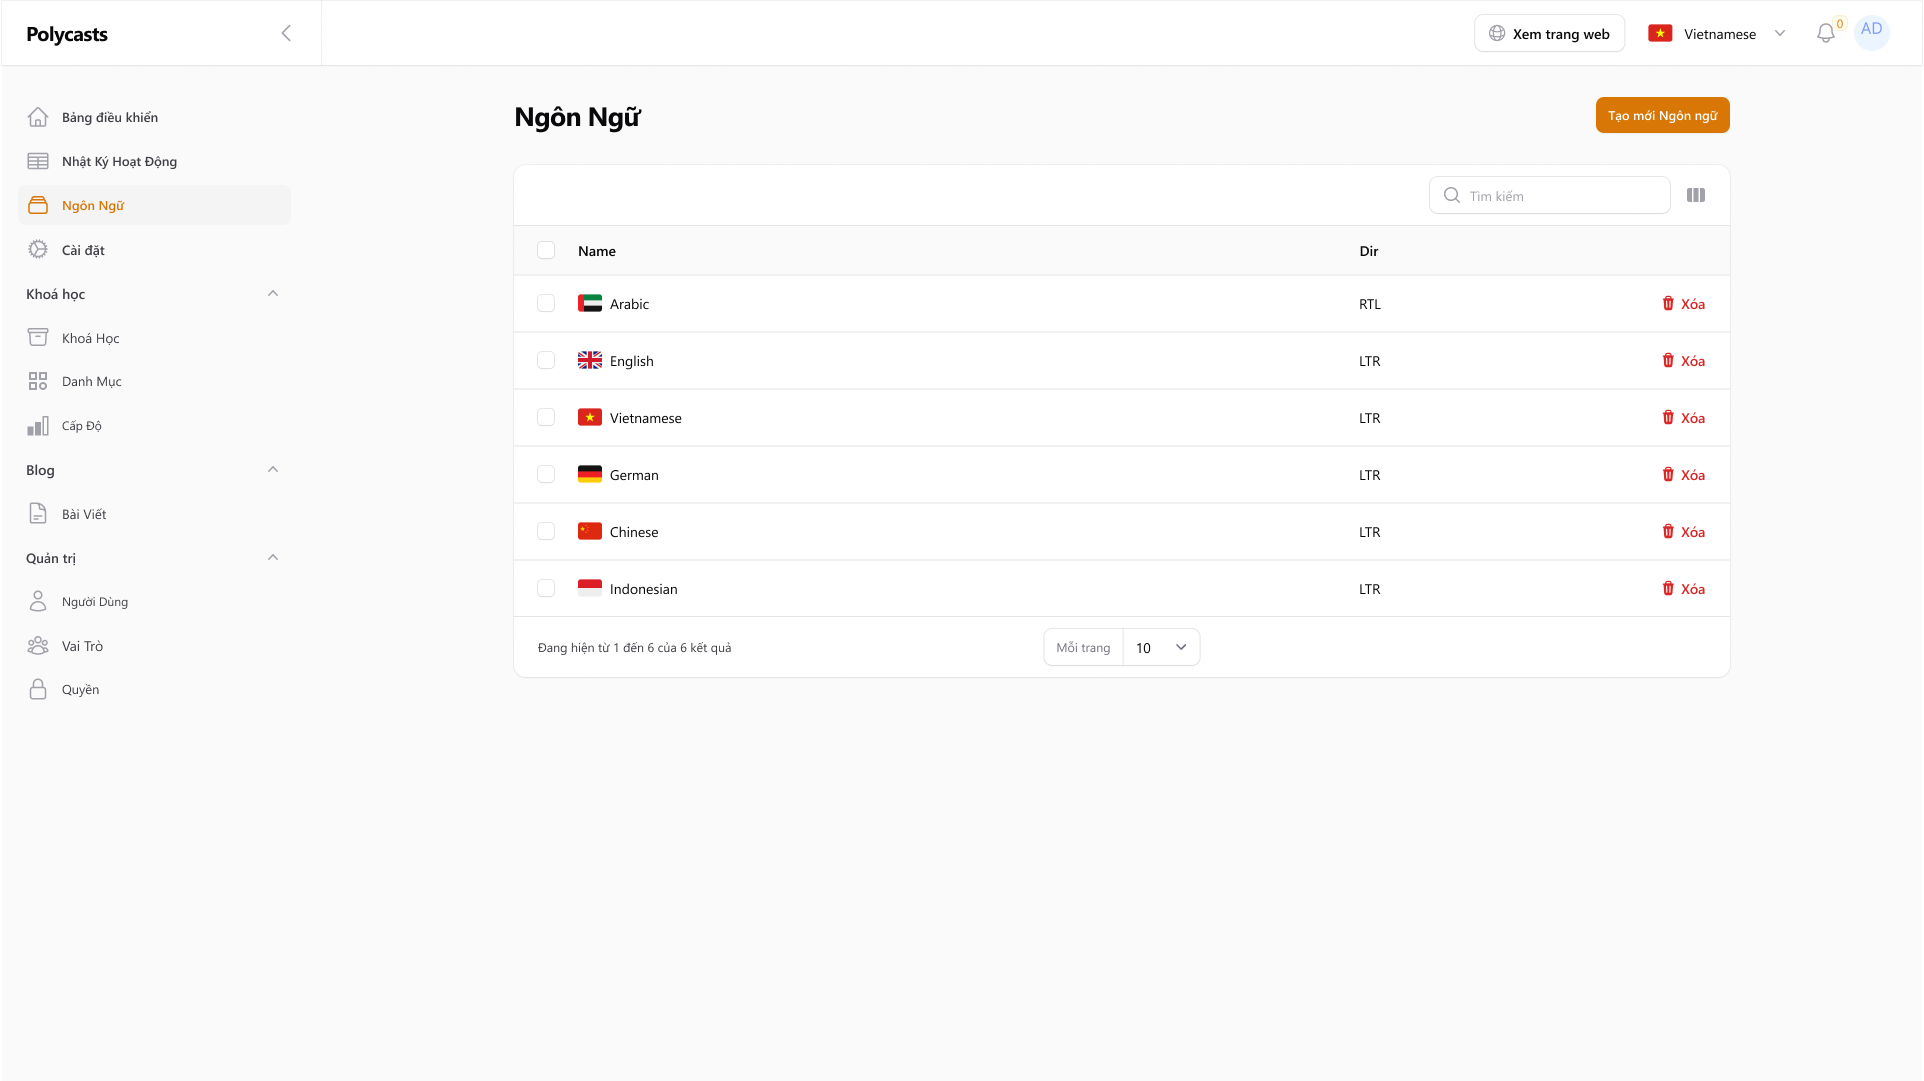 Polycasts
Xem trang web
Vietnamese
0
AD
Bảng điều khiển
Nhật Ký Hoạt Động
Ngôn Ngữ
Cài đặt
Khoá học
Khoá Học
Danh Mục
Cấp Độ
Blog
Bài Viết
Quản trị
Người Dùng
Vai Trò
Quyền
Ngôn Ngữ
Tạo mới Ngôn ngữ
Tìm kiếm
Name Dir
Arabic RTL Xóa
English LTR Xóa
Vietnamese LTR Xóa
German LTR Xóa
Chinese LTR Xóa
Indonesian LTR Xóa
Đang hiện từ 1 đến 6 của 6 kết quả
Mỗi trang 10